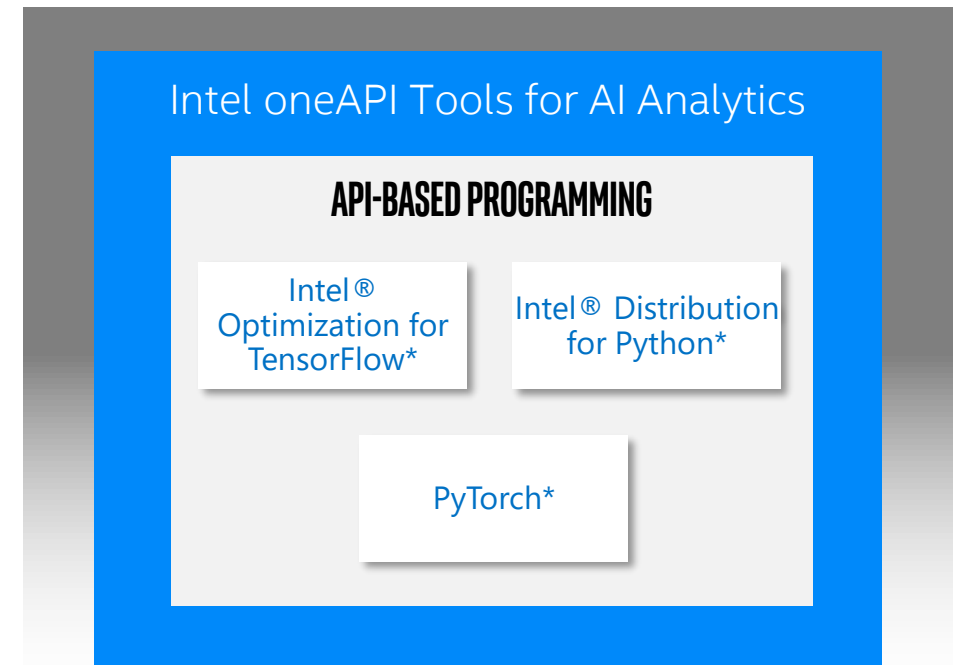 Intel oneAPI Tools for AI Analytics
API-BASED PROGRAMMING
Intel®
Optimization for
TensorFlow*
Intel® Distribution
for Python*
PyTorch*